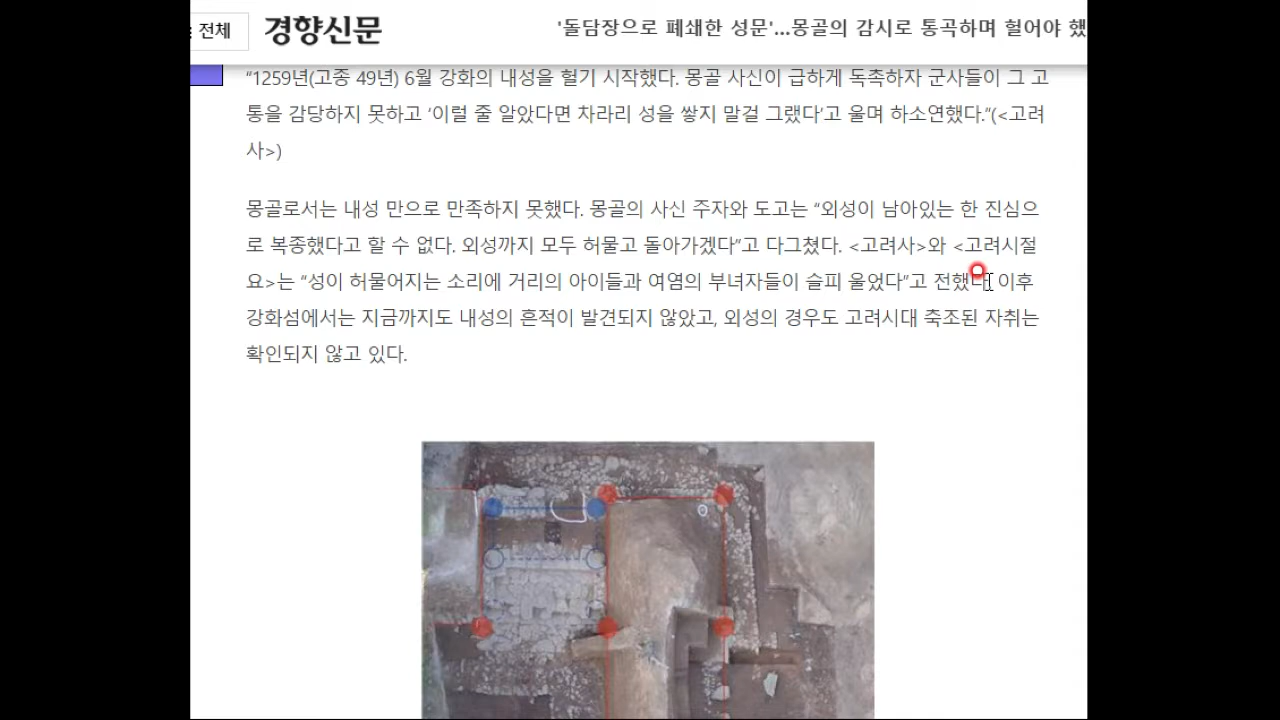 전체
경향신문
'돌담장으로 폐쇄한 성문'...몽골의 감시로 통곡하며 헐어야 했
“1259년(고종 49년) 6월 강화의 내성을 헐기 시작했다. 몽골 사신이 급하게 독촉하자 군사들이 그 고
통을 감당하지 못하고 ‘이럴 줄 알았다면 차라리 성을 쌓지 말걸 그랬다’고 울며 하소연했다.”(<고려
사>)
몽골로서는 내성 만으로 만족하지 못했다. 몽골의 사신 주자와 도고는 “외성이 남아있는 한 진심으
로 복종했다고 할 수 없다. 외성까지 모두 허물고 돌아가겠다”고 다그쳤다. <고려사>와 <고려시절
요>는 “성이 허물어지는 소리에 거리의 아이들과 여염의 부녀자들이 슬피 울었다”고 전했다. 이후
강화섬에서는 지금까지도 내성의 흔적이 발견되지 않았고, 외성의 경우도 고려시대 축조된 자취는
확인되지 않고 있다.